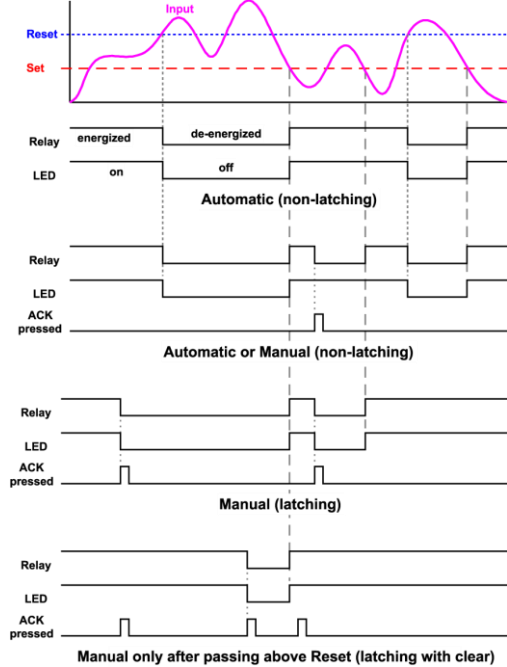 Input
Reset
Set
energized
de-energized
Relay
LED
on
off
Automatic (non-latching)
Relay
LED
ACK
pressed
Automatic or Manual (non-latching)
Relay
LED
ACK
pressed
Manual (latching)
Relay
LED
ACK
pressed
Manual only after passing above Reset (latching with clear)